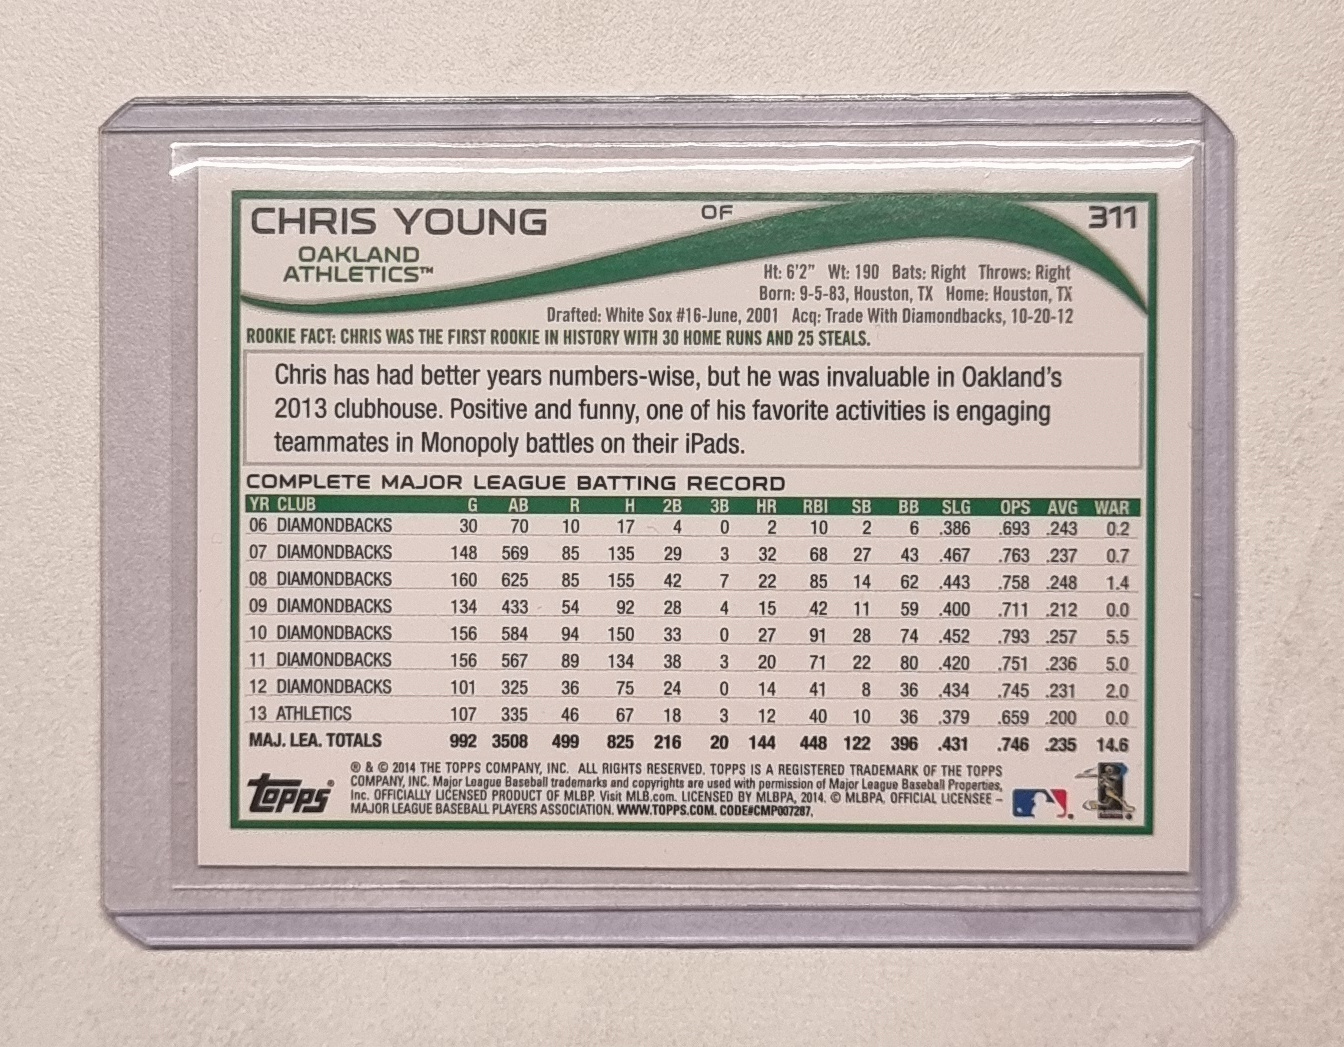 CHRIS YOUNG OF 311
OAKLAND
ATHLETICS™
Ht: 6'2" Wt: 190 Bats: Right Throws: Right
Born: 9-5-83, Houston, TX Home: Houston, TX
Drafted: White Sox #16-June, 2001 Acq: Trade With Diamondbacks, 10-20-12
ROOKIE FACT: CHRIS WAS THE FIRST ROOKIE IN HISTORY WITH 30 HOME RUNS AND 25 STEALS.
Chris has had better years numbers-wise, but he was invaluable in Oakland's
2013 clubhouse. Positive and funny, one of his favorite activities is engaging
teammates in Monopoly battles on their iPads.
COMPLETE MAJOR LEAGUE BATTING RECORD
YR CLUB G AB R H 2B 3B HR RBI SB BB SLG OPS AVG WAR
06 DIAMONDBACKS 30 70 10 17 4 0 2 10 2 6 .386 .693 .243 0.2
07 DIAMONDBACKS 148 569 85 135 29 3 32 68 27 43 .467 .763 .237 0.7
08 DIAMONDBACKS 160 625 85 155 42 7 22 85 14 62 .443 .758 .248 1.4
09 DIAMONDBACKS 134 433 54 92 28 4 15 42 11 59 .400 .711 .212 0.0
10 DIAMONDBACKS 156 584 94 150 33 0 27 91 28 74 .452 .793 .257 5.5
11 DIAMONDBACKS 156 567 89 134 38 3 20 71 22 80 .420 .751 .236 5.0
12 DIAMONDBACKS 101 325 36 75 24 0 14 41 8 36 .434 .745 .231 2.0
13 ATHLETICS 107 335 46 67 18 3 12 40 10 36 .379 .659 .200 0.0
MAJ. LEA. TOTALS 992 3508 499 825 216 20 144 448 122 396 .431 .746 .235 14.6
Topps®
® & © 2014 THE TOPPS COMPANY, INC. ALL RIGHTS RESERVED. TOPPS IS A REGISTERED TRADEMARK OF THE TOPPS
COMPANY, INC. Major League Baseball trademarks and copyrights are used with permission of Major League Baseball Properties,
Inc. OFFICIALLY LICENSED PRODUCT OF MLBP. Visit MLB.com. LICENSED BY MLBPA, 2014. © MLBPA, OFFICIAL LICENSEE –
MAJOR LEAGUE BASEBALL PLAYERS ASSOCIATION. WWW.TOPPS.COM. CODE#CMP007287.